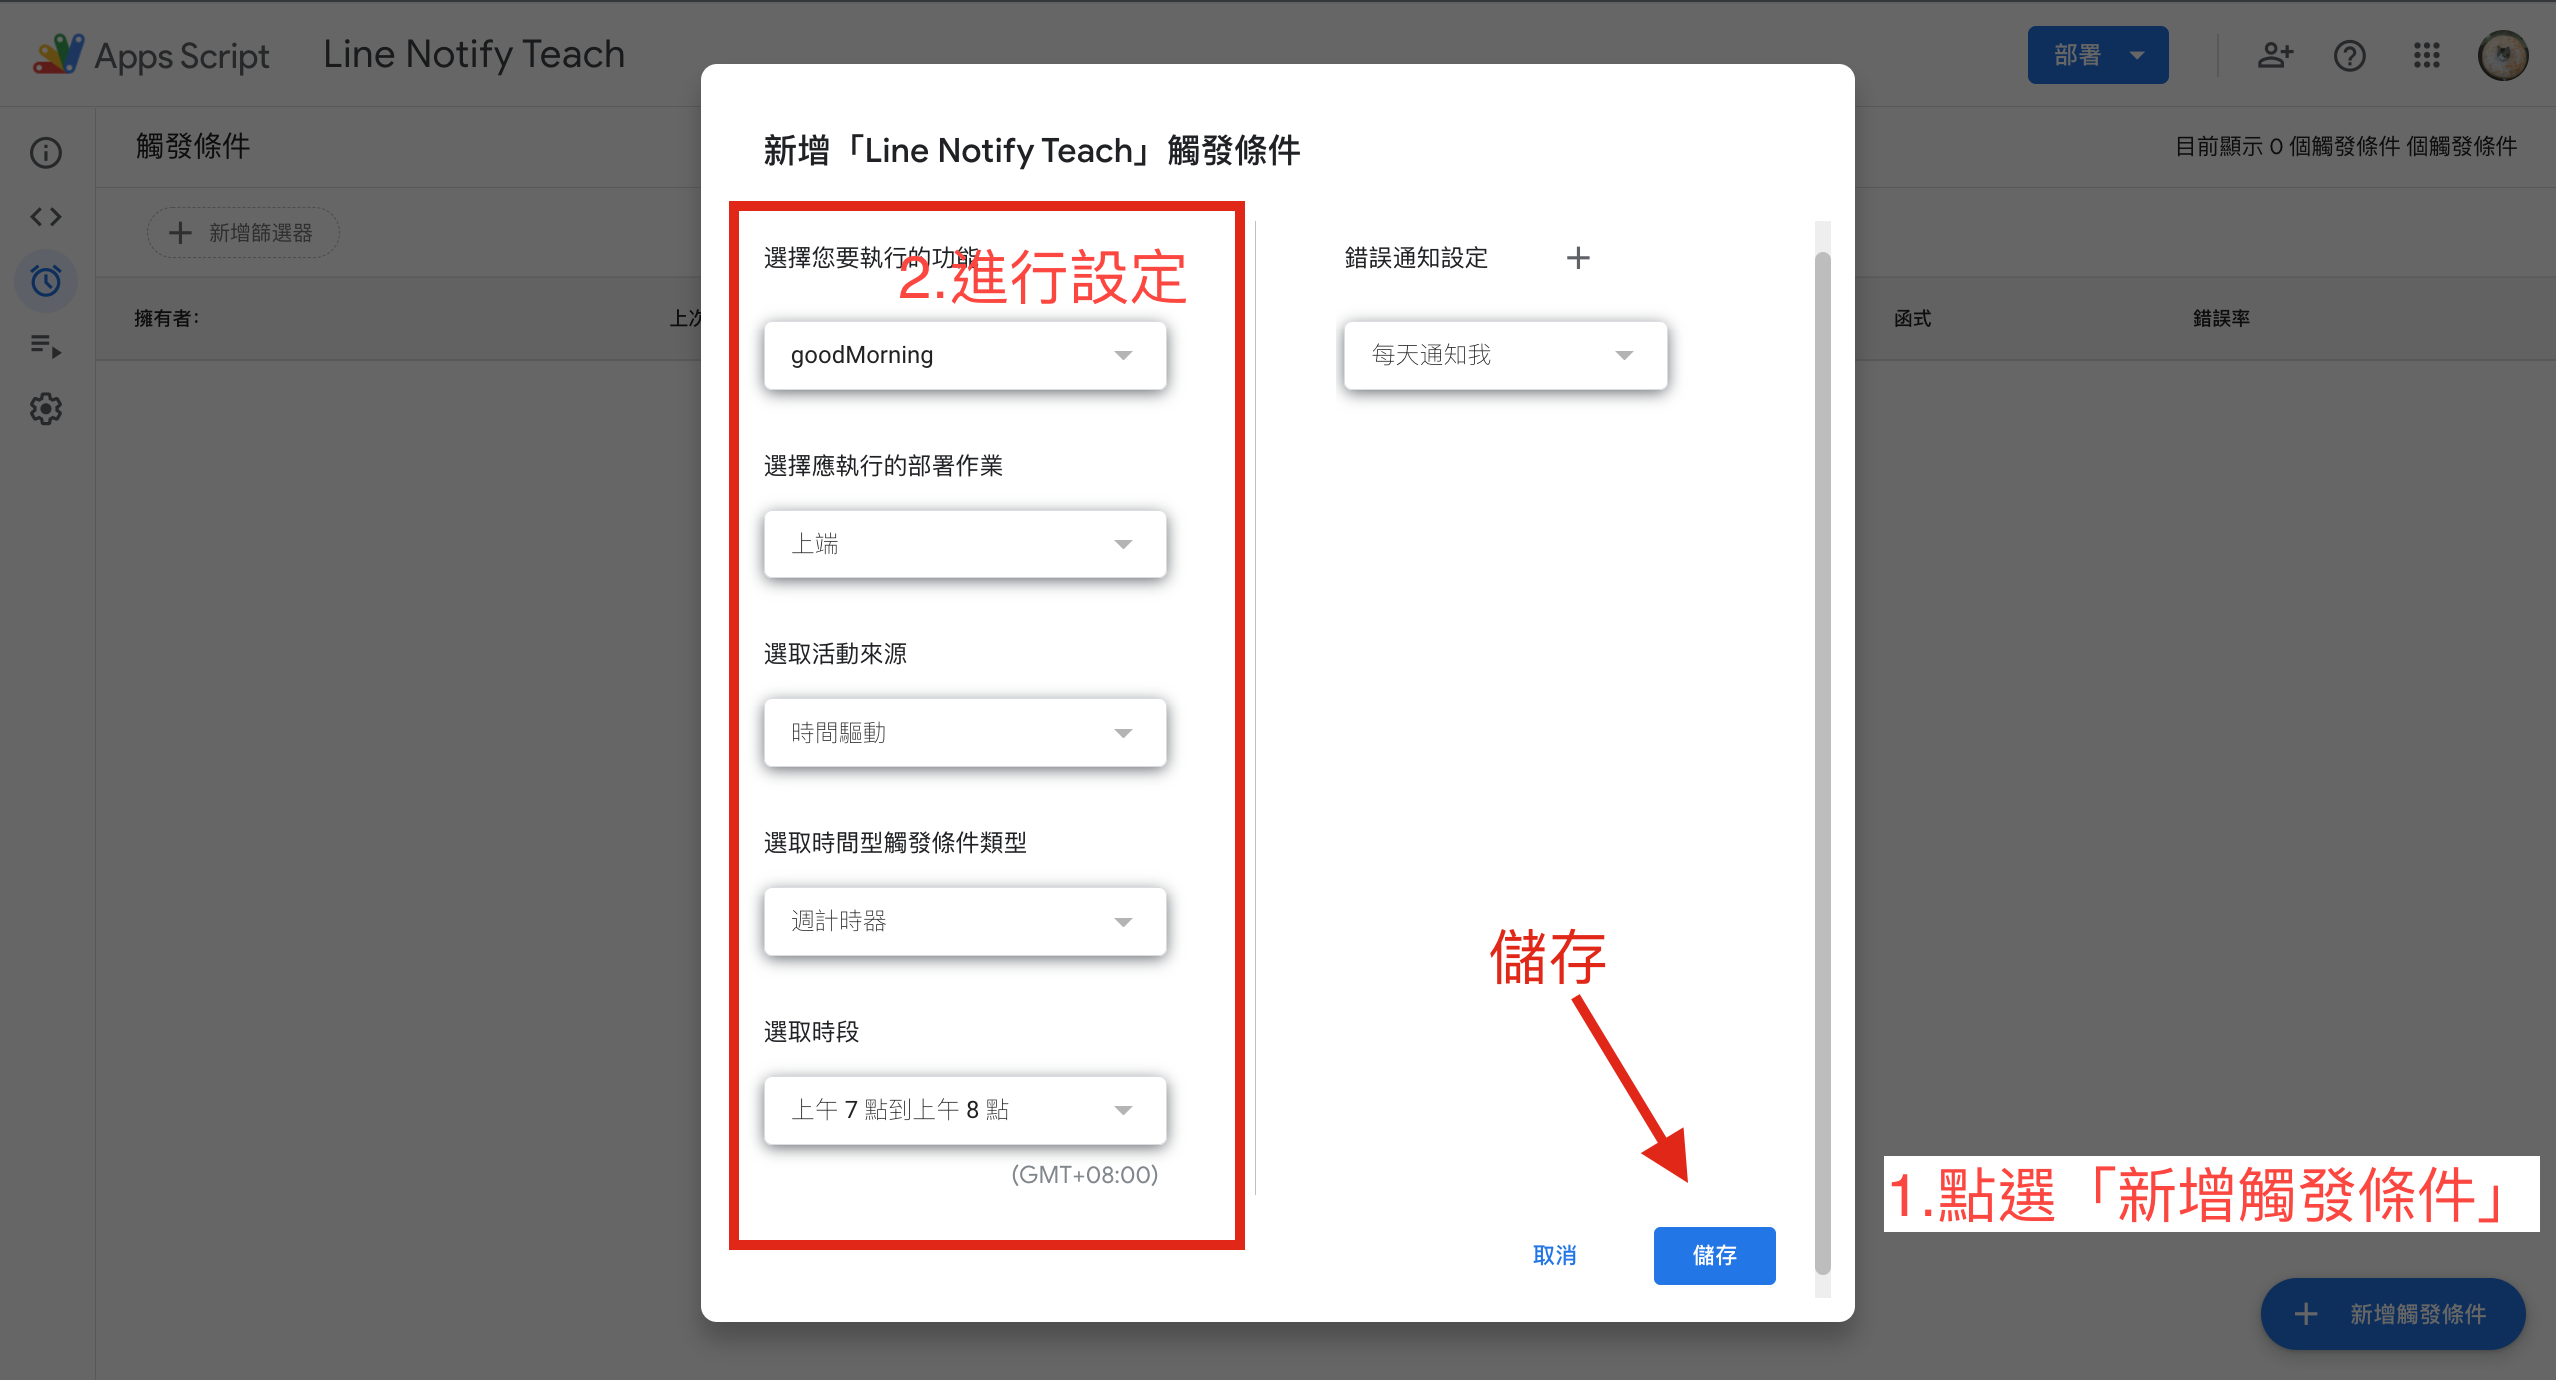 Apps Script
Line Notify Teach
部署
觸發條件
目前顯示 0 個觸發條件 個觸發條件
新增篩選器
擁有者：
上次
函式
錯誤率
新增「Line Notify Teach」觸發條件
選擇您要執行的功能
2.進行設定
goodMorning
選擇應執行的部署作業
上端
選取活動來源
時間驅動
選取時間型觸發條件類型
週計時器
選取時段
上午 7 點到上午 8 點
(GMT+08:00)
錯誤通知設定
每天通知我
儲存
取消
儲存
1.點選「新增觸發條件」
新增觸發條件